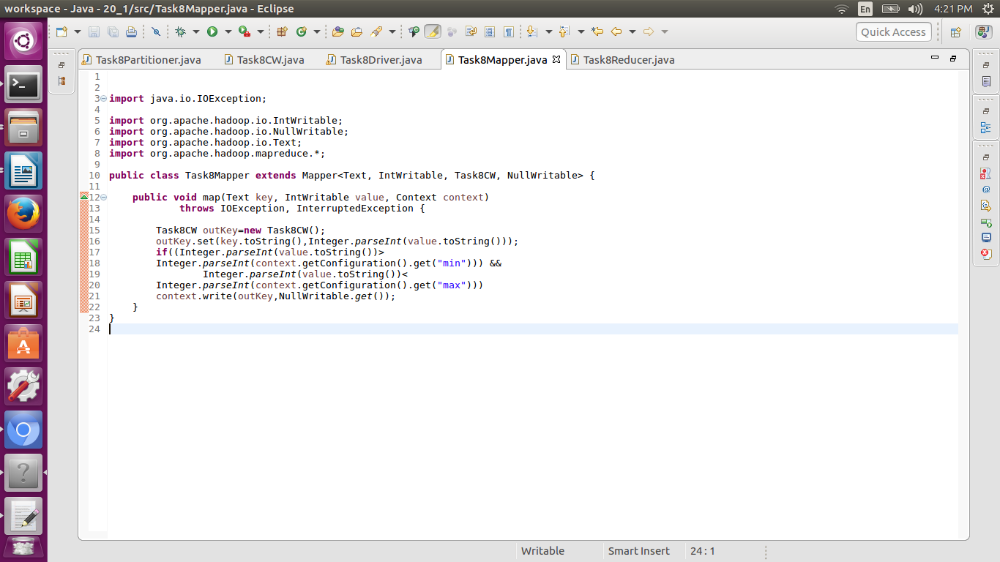 workspace - Java - 20_1/src/Task8Mapper.java - Eclipse
En
4:21 PM
Quick Access
Task8Partitioner.java
Task8CW.java
Task8Driver.java
Task8Mapper.java
Task8Reducer.java
1
2
3 import java.io.IOException;
4
5 import org.apache.hadoop.io.IntWritable;
6 import org.apache.hadoop.io.NullWritable;
7 import org.apache.hadoop.io.Text;
8 import org.apache.hadoop.mapreduce.*;
9
10 public class Task8Mapper extends Mapper<Text, IntWritable, Task8CW, NullWritable> {
11
12     public void map(Text key, IntWritable value, Context context)
13             throws IOException, InterruptedException {
14
15         Task8CW outKey=new Task8CW();
16         outKey.set(key.toString(),Integer.parseInt(value.toString()));
17         if((Integer.parseInt(value.toString())>
18         Integer.parseInt(context.getConfiguration().get("min"))) &&
19                 Integer.parseInt(value.toString())<
20         Integer.parseInt(context.getConfiguration().get("max")))
21         context.write(outKey,NullWritable.get());
22     }
23 }
24
Writable
Smart Insert
24 : 1